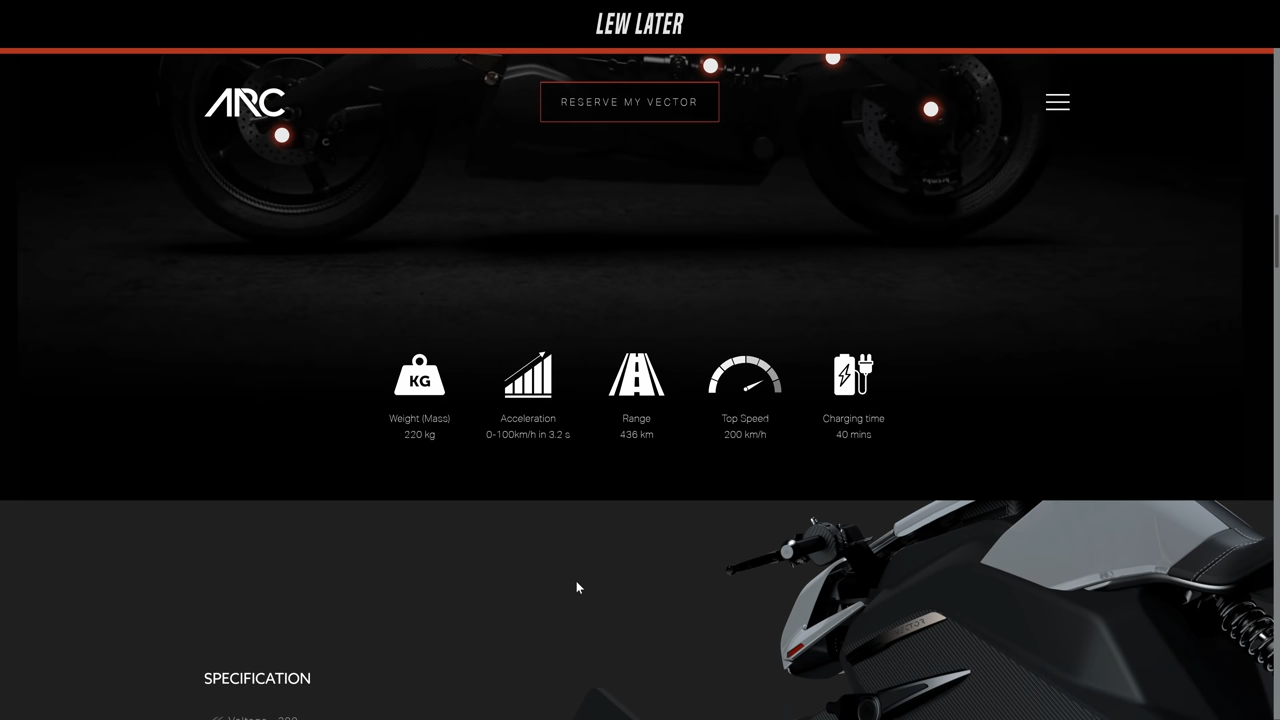 LEW LATER
ARC
RESERVE MY VECTOR
KG
Weight (Mass)
220 kg
Acceleration
0-100km/h in 3.2 s
Range
436 km
Top Speed
200 km/h
Charging time
40 mins
VECTOR
SPECIFICATION